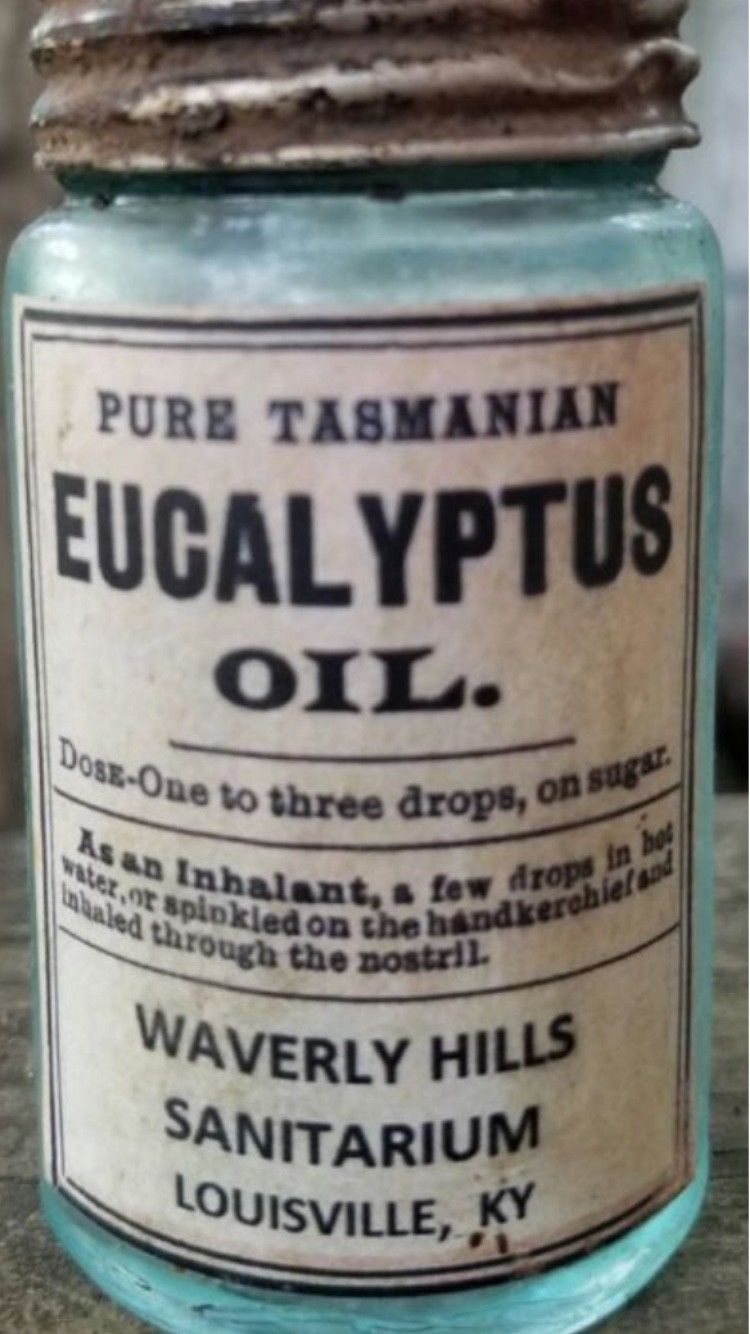 PURE TASMANIAN
EUCALYPTUS
OIL.
Dose-One to three drops, on sugar.
As an Inhalant, a few drops in hot
water, or spinkled on the handkerchief and
inhaled through the nostril.
WAVERLY HILLS
SANITARIUM
LOUISVILLE, KY